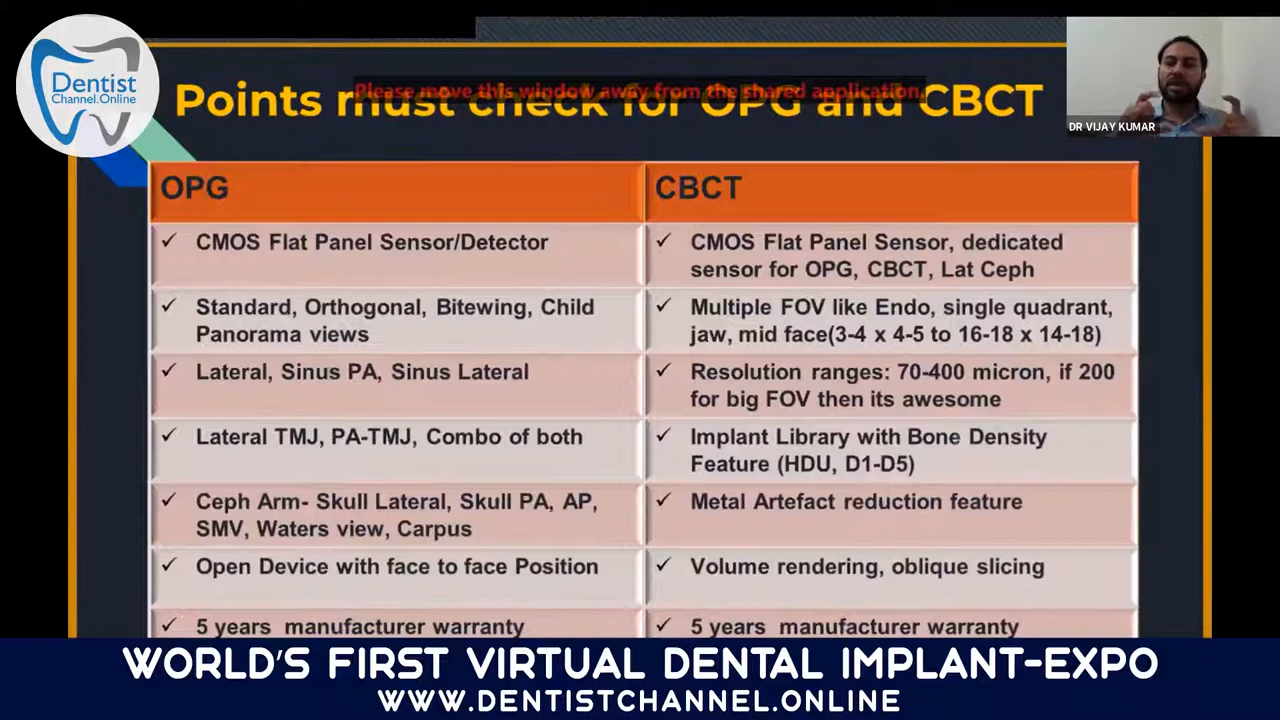 Dentist
Channel.Online
Please move this window away from the shared application.
Points must check for OPG and CBCT
DR VIJAY KUMAR
OPG
CBCT
✓ CMOS Flat Panel Sensor/Detector
✓ CMOS Flat Panel Sensor, dedicated
sensor for OPG, CBCT, Lat Ceph
✓ Standard, Orthogonal, Bitewing, Child
Panorama views
✓ Multiple FOV like Endo, single quadrant,
jaw, mid face(3-4 x 4-5 to 16-18 x 14-18)
✓ Lateral, Sinus PA, Sinus Lateral
✓ Resolution ranges: 70-400 micron, if 200
for big FOV then its awesome
✓ Lateral TMJ, PA-TMJ, Combo of both
✓ Implant Library with Bone Density
Feature (HDU, D1-D5)
✓ Ceph Arm- Skull Lateral, Skull PA, AP,
SMV, Waters view, Carpus
✓ Metal Artefact reduction feature
✓ Open Device with face to face Position
✓ Volume rendering, oblique slicing
✓ 5 years manufacturer warranty
✓ 5 years manufacturer warranty
WORLD'S FIRST VIRTUAL DENTAL IMPLANT-EXPO
WWW.DENTISTCHANNEL.ONLINE